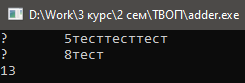 D:\Work\3 курс\2 сем\ТВОП\adder.exe
? 5тесттесттест
? 8тест
13